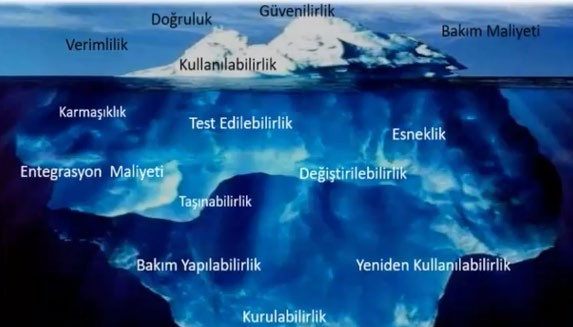 Güvenilirlik
Doğruluk
Bakım Maliyeti
Verimlilik
Kullanılabilirlik
Karmaşıklık
Test Edilebilirlik
Esneklik
Entegrasyon Maliyeti
Değiştirilebilirlik
Taşınabilirlik
Bakım Yapılabilirlik
Yeniden Kullanılabilirlik
Kurulabilirlik